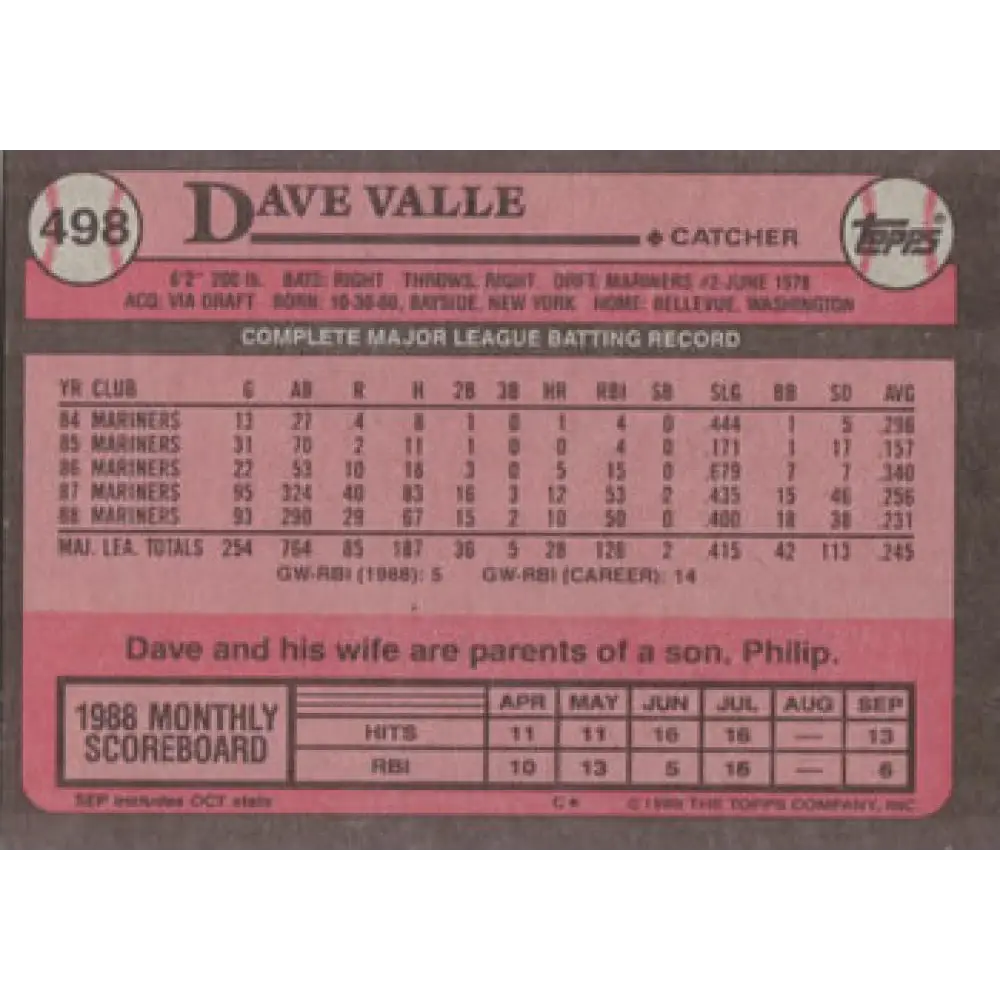 498
DAVE VALLE
CATCHER
TOPPS®
6'2" 200 lb. BATS: RIGHT THROWS: RIGHT DRFT: MARINERS #2-JUNE 1978
ACQ: VIA DRAFT BORN: 10-30-60, BAYSIDE, NEW YORK HOME: BELLEVUE, WASHINGTON
COMPLETE MAJOR LEAGUE BATTING RECORD
YR CLUB G AB R H 2B 3B HR RBI SB SLG BB SO AVG
84 MARINERS 13 27 4 8 1 0 1 4 0 .444 1 5 .296
85 MARINERS 31 70 2 11 1 0 0 4 0 .171 1 17 .157
86 MARINERS 22 53 10 18 3 0 5 15 0 .679 7 7 .340
87 MARINERS 95 324 40 83 16 3 12 53 2 .435 15 46 .256
88 MARINERS 93 290 29 67 15 2 10 50 0 .400 18 38 .231
MAJ. LEA. TOTALS 254 764 85 187 36 5 28 126 2 .415 42 113 .245
GW-RBI (1988): 5 GW-RBI (CAREER): 14
Dave and his wife are parents of a son, Philip.
1988 MONTHLY
SCOREBOARD
APR MAY JUN JUL AUG SEP
HITS 11 11 16 16 — 13
RBI 10 13 5 16 — 6
SEP includes OCT stats C* © 1989 THE TOPPS COMPANY, INC.